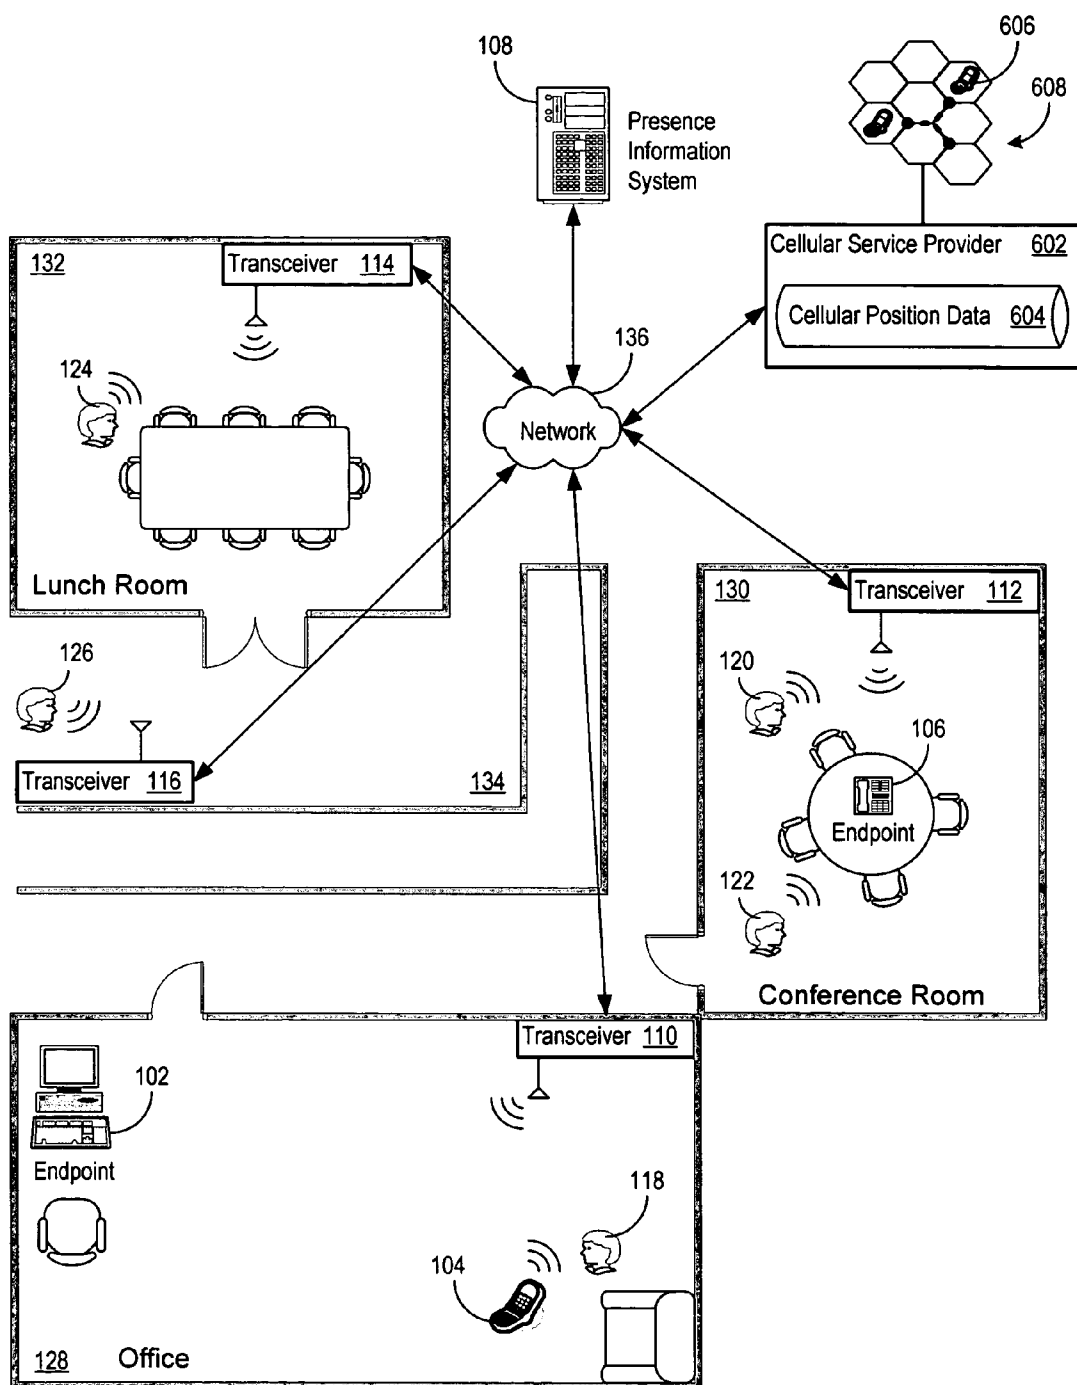 606
108
608
Presence
Information
System
Cellular Service Provider 602
Cellular Position Data 604
132
Transceiver 114
136
124
Network
Lunch Room
130
Transceiver 112
126
120
106
Transceiver 116
134
Endpoint
122
Conference Room
Transceiver 110
102
Endpoint
118
104
128
Office